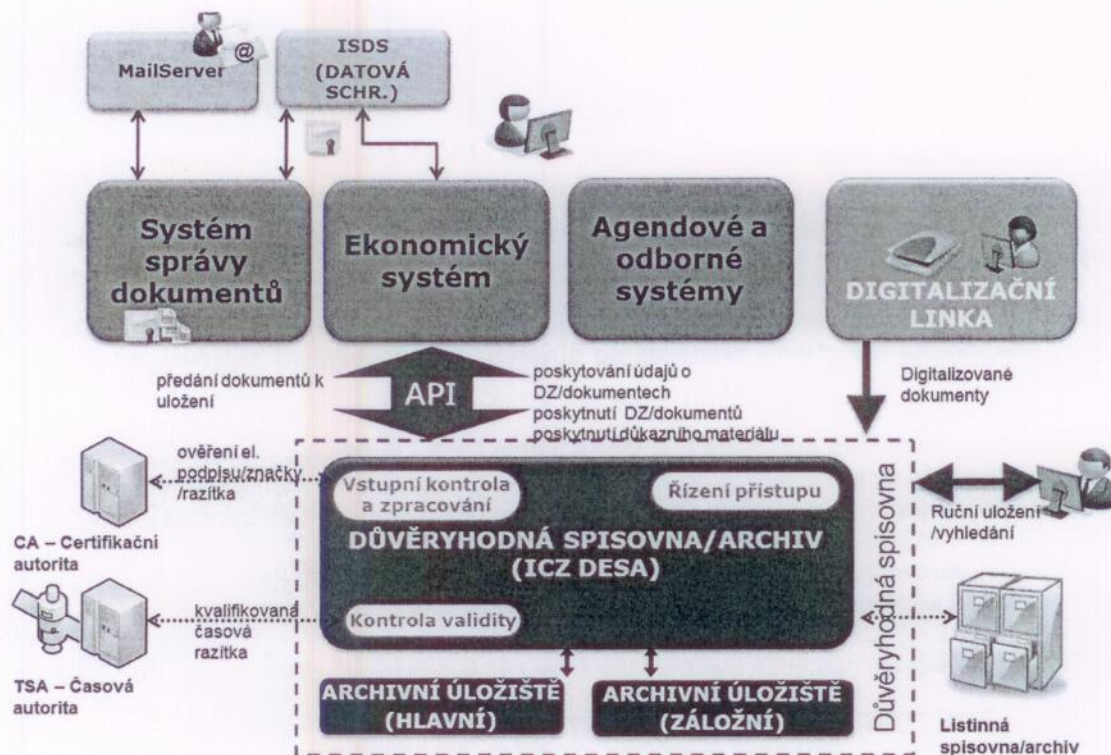 MailServer
@
ISDS
(DATOVÁ
SCHR.)
Systém
správy
dokumentů
Ekonomický
systém
Agendové a
odborné
systémy
DIGITALIZAČNÍ
LINKA
předání dokumentů k
uložení
API
poskytování údajů o
DZ/dokumentech
poskytnutí DZ/dokumentů
poskytnutí důkazního materiálu
Digitalizované
dokumenty
ověření el.
podpisu/značky
/razítka
CA – Certifikační
autorita
Vstupní kontrola
a zpracování
Řízení přístupu
DŮVĚRYHODNÁ SPISOVNA/ARCHIV
(ICZ DESA)
Kontrola validity
Důvěryhodná spisovna
Ruční uložení
/vyhledání
kvalifikovaná
časová
razítka
TSA – Časová
autorita
ARCHIVNÍ ÚLOŽIŠTĚ
(HLAVNÍ)
ARCHIVNÍ ÚLOŽIŠTĚ
(ZÁLOŽNÍ)
Listinná
spisovna/archiv